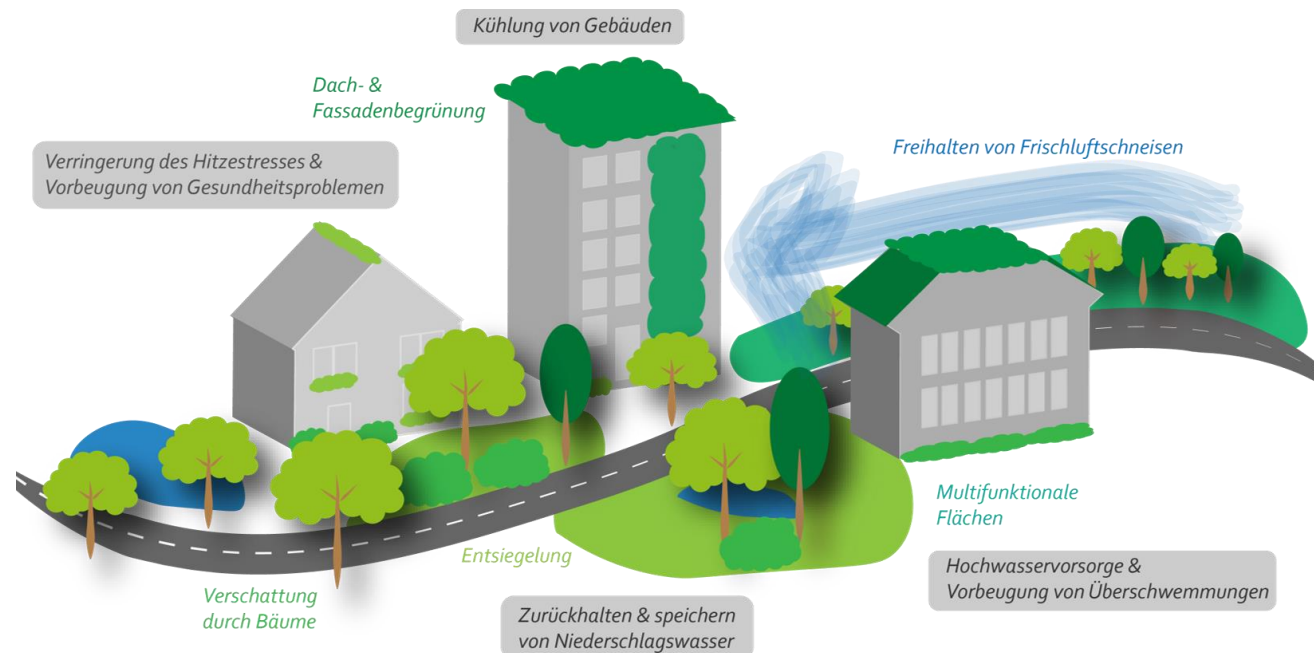 Kühlung von Gebäuden
Dach- &
Fassadenbegrünung
Verringerung des Hitzestresses &
Vorbeugung von Gesundheitsproblemen
Freihalten von Frischluftschneisen
Multifunktionale
Flächen
Entsiegelung
Hochwasservorsorge &
Vorbeugung von Überschwemmungen
Verschattung
durch Bäume
Zurückhalten & speichern
von Niederschlagswasser